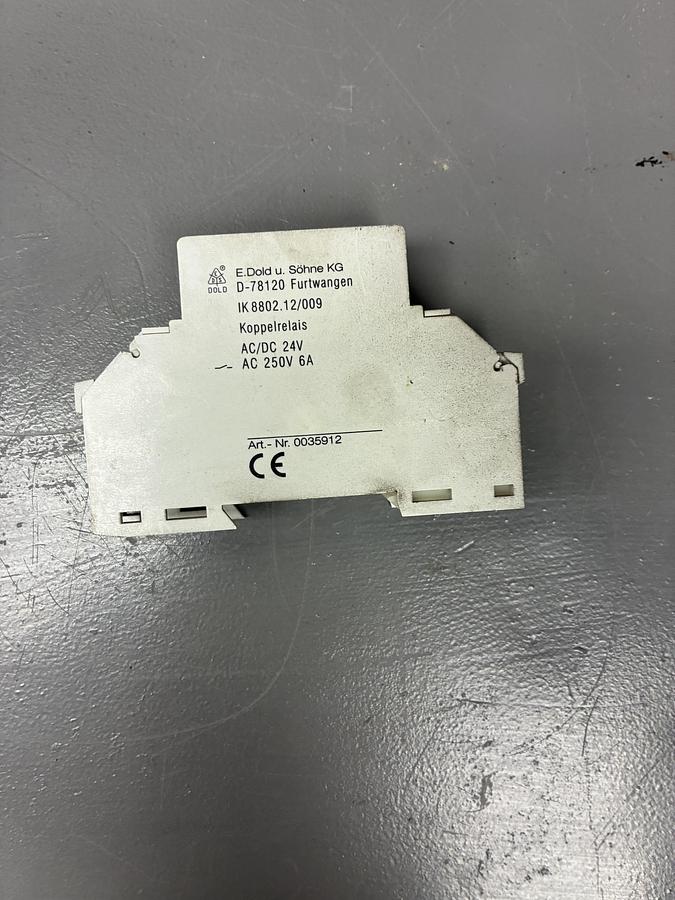 E.Dold u. Söhne KG
DOLD
D-78120 Furtwangen
IK 8802.12/009
Koppelrelais
AC/DC 24V
AC 250V 6A
Art.- Nr. 0035912
CE